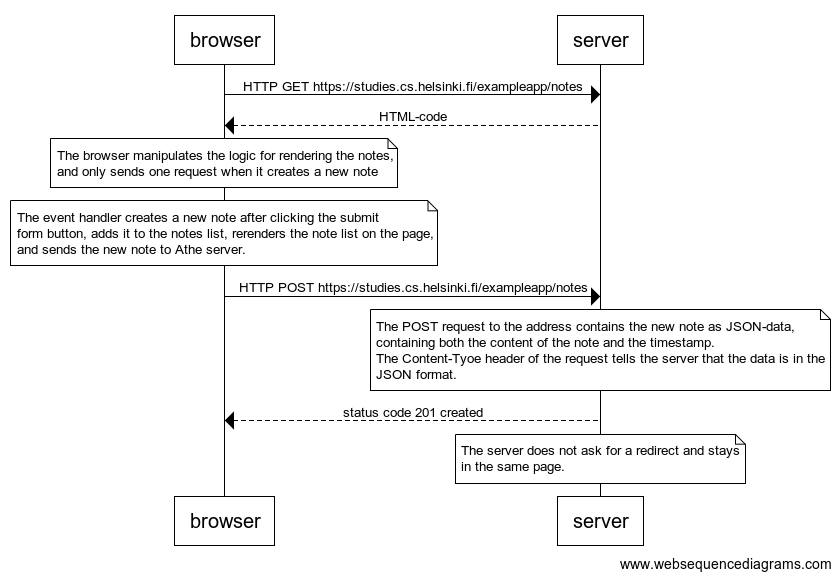 browser
server
HTTP GET https://studies.cs.helsinki.fi/exampleapp/notes
HTML-code
The browser manipulates the logic for rendering the notes,
and only sends one request when it creates a new note
The event handler creates a new note after clicking the submit
form button, adds it to the notes list, rerenders the note list on the page,
and sends the new note to Athe server.
HTTP POST https://studies.cs.helsinki.fi/exampleapp/notes
The POST request to the address contains the new note as JSON-data,
containing both the content of the note and the timestamp.
The Content-Tyoe header of the request tells the server that the data is in the
JSON format.
status code 201 created
The server does not ask for a redirect and stays
in the same page.
browser
server
www.websequencediagrams.com